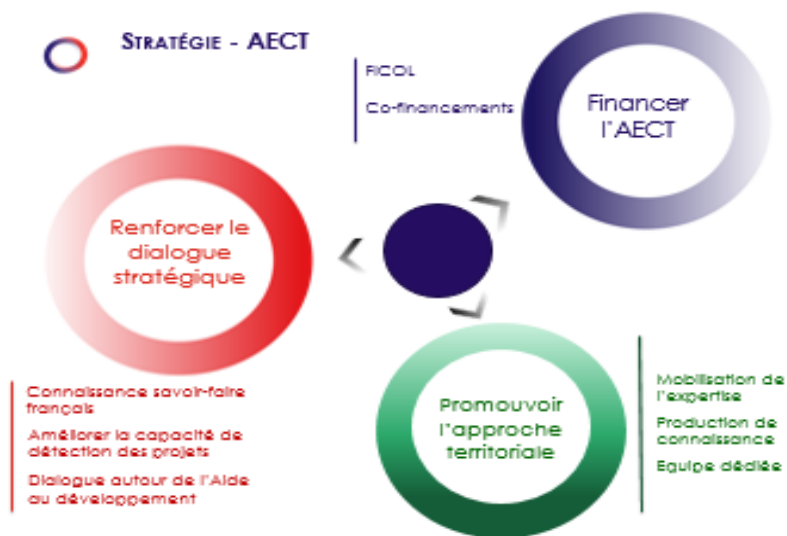 STRATÉGIE - AECT
FICOL
Co-financements
Financer
l'AECT
Renforcer le
dialogue
stratégique
Connaissance savoir-faire
français
Améliorer la capacité de
détection des projets
Dialogue autour de l'Aide
au développement
Promouvoir
l'approche
territoriale
Mobilisation de
l'expertise
Production de
connaissance
Equipe dédiée